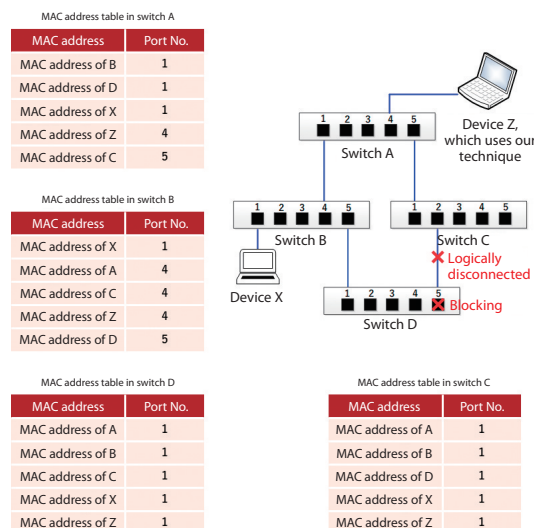 MAC address table in switch A
MAC address Port No.
MAC address of B 1
MAC address of D 1
MAC address of X 1
MAC address of Z 4
MAC address of C 5
MAC address table in switch B
MAC address Port No.
MAC address of X 1
MAC address of A 4
MAC address of C 4
MAC address of Z 4
MAC address of D 5
1 2 3 4 5
Switch A
Device Z,
which uses our
technique
1 2 3 4 5
Switch B
1 2 3 4 5
Switch C
Device X
Logically
disconnected
1 2 3 4 5
Blocking
Switch D
MAC address table in switch D
MAC address Port No.
MAC address of A 1
MAC address of B 1
MAC address of C 1
MAC address of X 1
MAC address of Z 1
MAC address table in switch C
MAC address Port No.
MAC address of A 1
MAC address of B 1
MAC address of D 1
MAC address of X 1
MAC address of Z 1